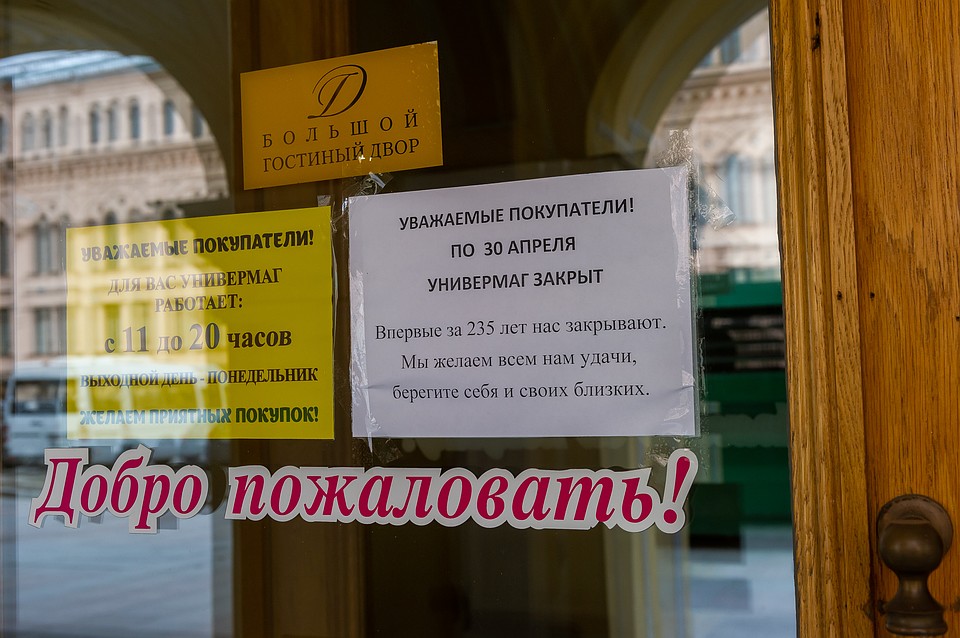 БОЛЬШОЙ
ГОСТИНЫЙ ДВОР
УВАЖАЕМЫЕ ПОКУПАТЕЛИ!
ДЛЯ ВАС УНИВЕРМАГ
РАБОТАЕТ:
с 11 до 20 часов
ВЫХОДНОЙ ДЕНЬ - ПОНЕДЕЛЬНИК
ЖЕЛАЕМ ПРИЯТНЫХ ПОКУПОК!
УВАЖАЕМЫЕ ПОКУПАТЕЛИ!
ПО 30 АПРЕЛЯ
УНИВЕРМАГ ЗАКРЫТ
Впервые за 235 лет нас закрывают.
Мы желаем всем нам удачи,
берегите себя и своих близких.
Добро пожаловать!